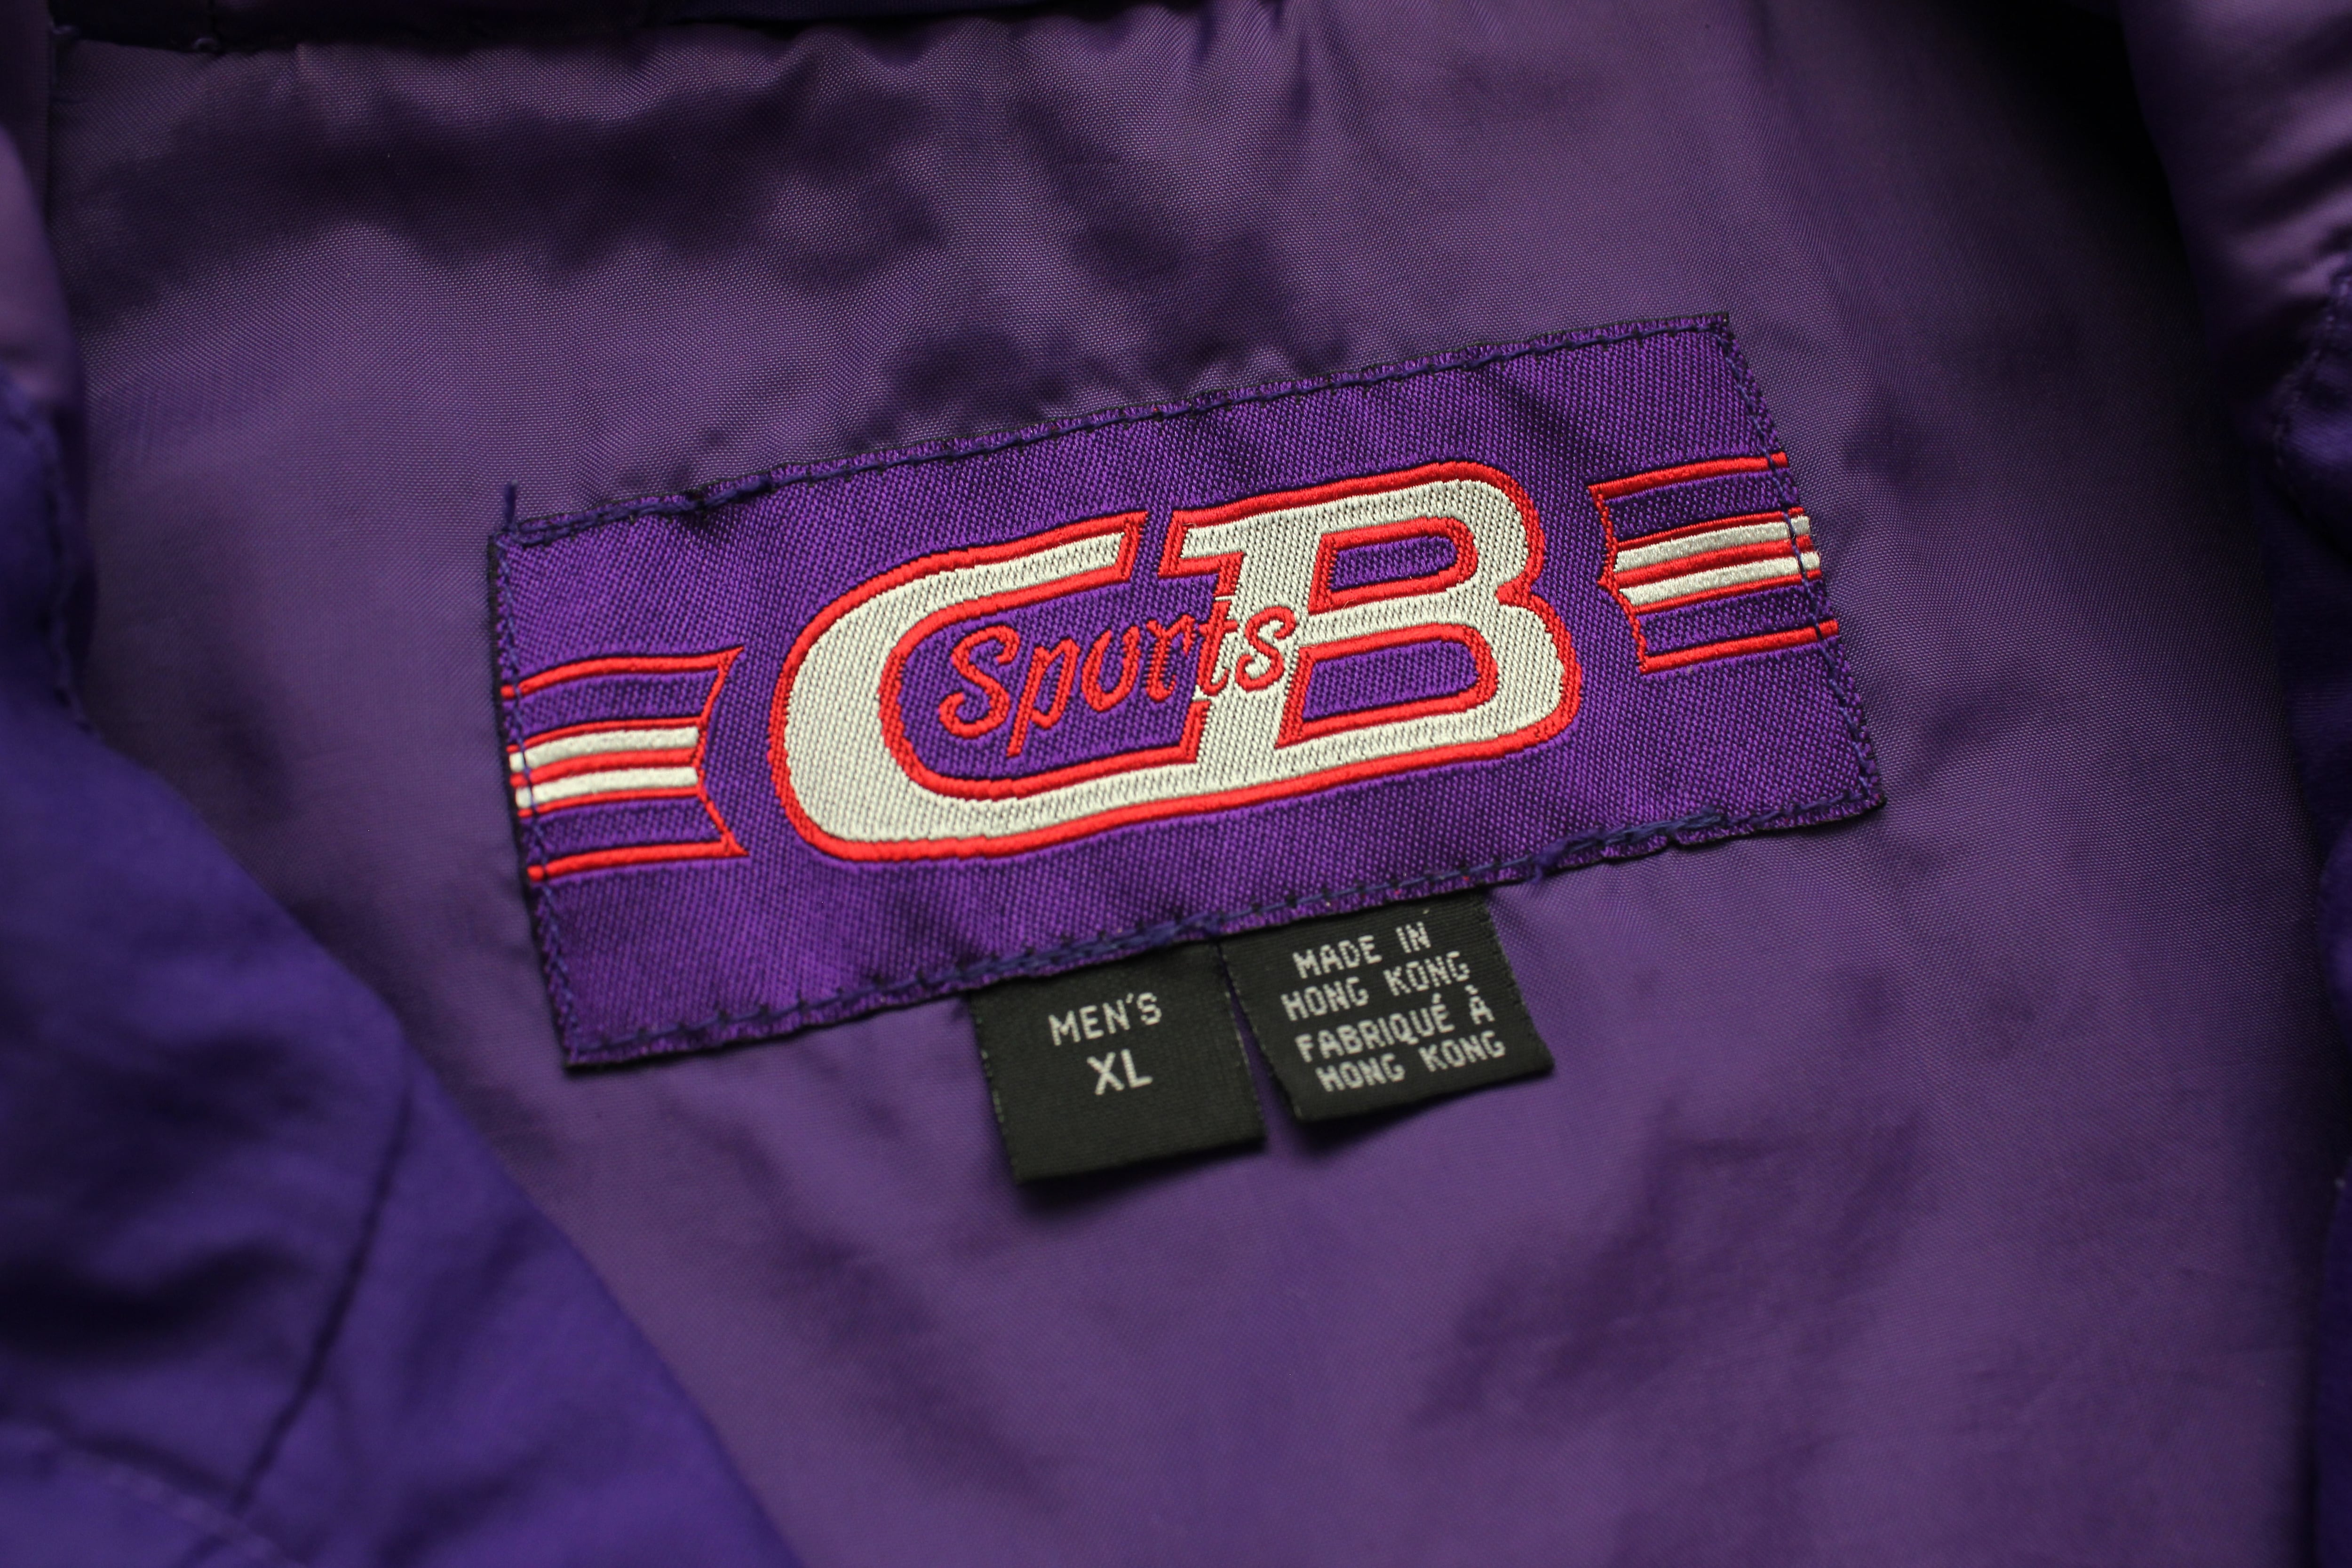 CB
Sports
MEN'S
XL
MADE IN
HONG KONG
FABRIQUÉ À
HONG KONG